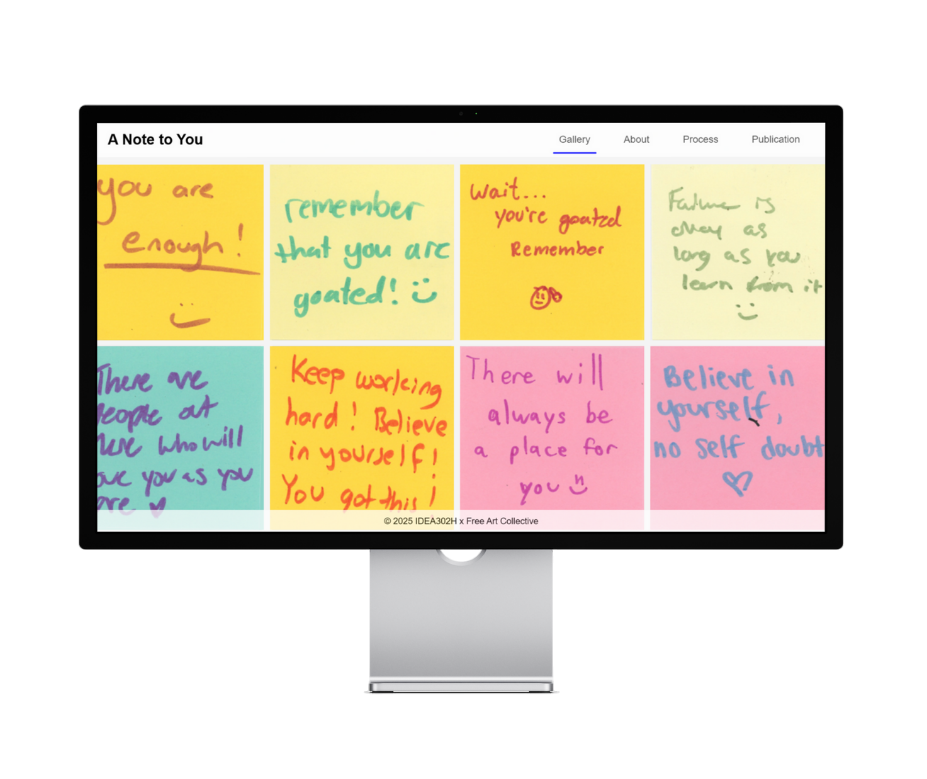 A Note to You
Gallery About Process Publication
you are
enough!
remember
that you are
goated! :)
Wait...
you're goated
Remember
Failure is
okay as
long as you
learn from it
There are
people out
here who will
love you as you
are
Keep working
hard! Believe
in yourself!
You got this!
There will
always be
a place for
you
Believe in
yourself,
no self doubt
© 2025 IDEA302H x Free Art Collective